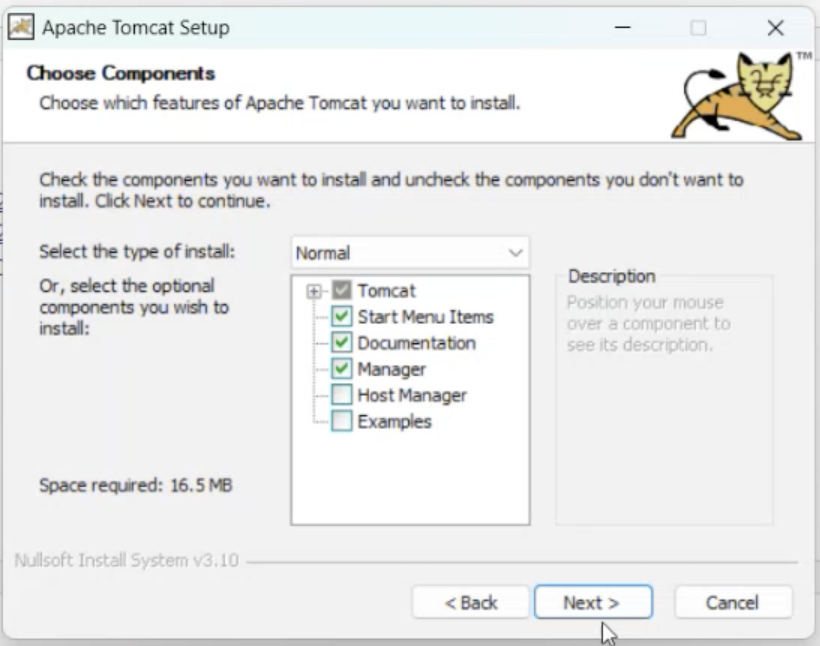 Apache Tomcat Setup
Choose Components
Choose which features of Apache Tomcat you want to install.
TM
Check the components you want to install and uncheck the components you don't want to
install. Click Next to continue.
Select the type of install:
Normal
Or, select the optional
components you wish to
install:
Tomcat
Start Menu Items
Documentation
Manager
Host Manager
Examples
Description
Position your mouse
over a component to
see its description.
Space required: 16.5 MB
Nullsoft Install System v3.10
< Back
Next >
Cancel